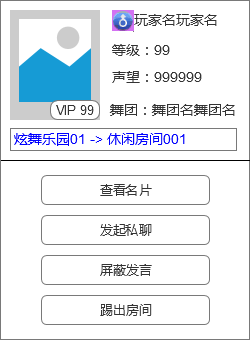 玩家名玩家名
等级：99
声望：999999
VIP 99
舞团：舞团名舞团名
炫舞乐园01 -> 休闲房间001
查看名片
发起私聊
屏蔽发言
踢出房间